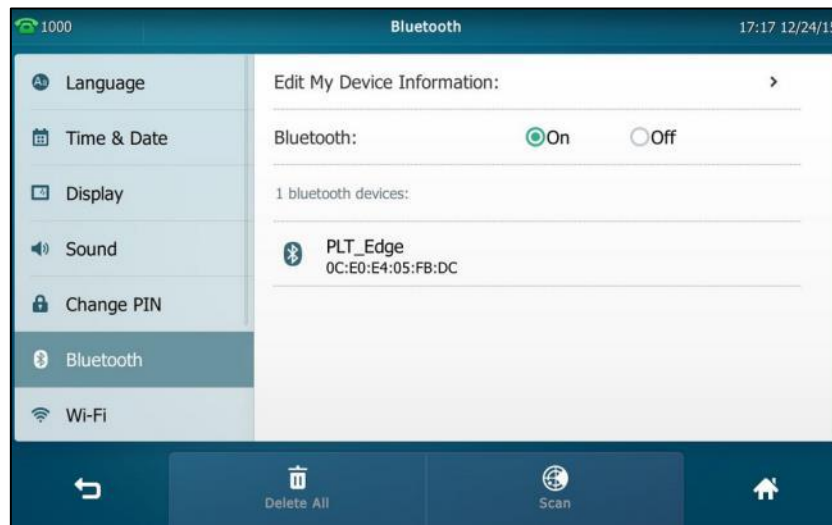 1000
Bluetooth
17:17 12/24/15
Language
Time & Date
Display
Sound
Change PIN
Bluetooth
Wi-Fi
Edit My Device Information:
Bluetooth: On Off
1 bluetooth devices:
PLT_Edge
0C:E0:E4:05:FB:DC
Delete All
Scan